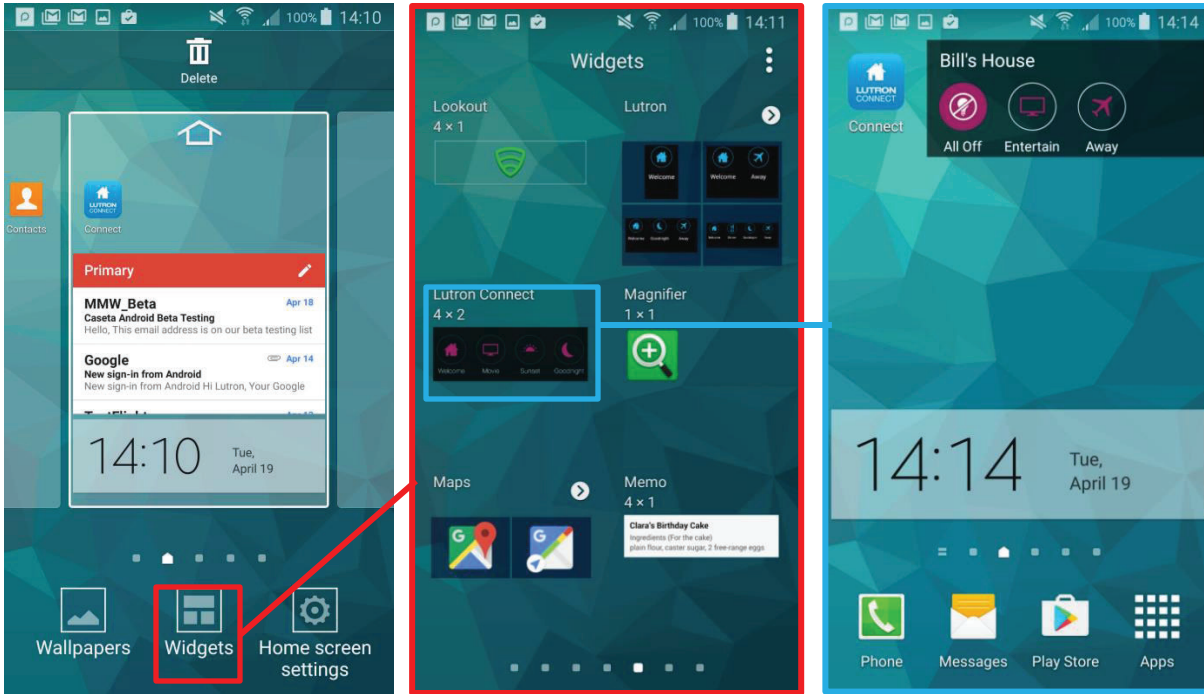 100% 14:10
Delete
Contacts
LUTRON
CONNECT
Connect
Primary
MMW_Beta Apr 18
Caseta Android Beta Testing
Hello, This email address is on our beta testing list
Google Apr 14
New sign-in from Android
New sign-in from Android Hi Lutron, Your Google
14:10 Tue,
April 19
Wallpapers Widgets Home screen
settings
100% 14:11
Widgets
Lookout
4 × 1
Lutron
Welcome
Welcome Away
Welcome Goodnight Away
Lutron Connect
4 × 2
Welcome Movie Sunset Goodnight
Magnifier
1 × 1
Maps
G G
Memo
4 × 1
Clara's Birthday Cake
Ingredients (For the cake)
plain flour, caster sugar, 2 free-range eggs
100% 14:14
LUTRON
CONNECT
Connect
Bill's House
All Off Entertain Away
14:14 Tue,
April 19
Phone Messages Play Store Apps